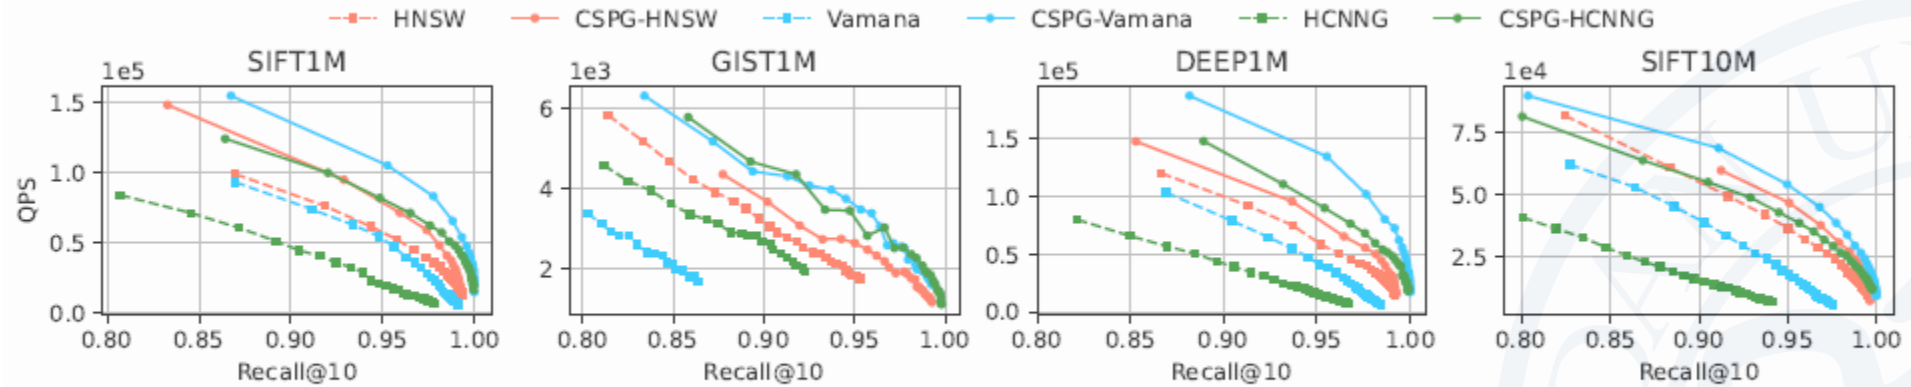 HNSW CSPG-HNSW Vamana CSPG-Vamana HCNNG CSPG-HCNNG
SIFT1M GIST1M DEEP1M SIFT10M
1e5 1e3 1e5 1e4
QPS
1.5 1.0 0.5 0.0
6 4 2
1.5 1.0 0.5 0.0
7.5 5.0 2.5
0.80 0.85 0.90 0.95 1.00 0.80 0.85 0.90 0.95 1.00 0.80 0.85 0.90 0.95 1.00 0.80 0.85 0.90 0.95 1.00
Recall@10 Recall@10 Recall@10 Recall@10